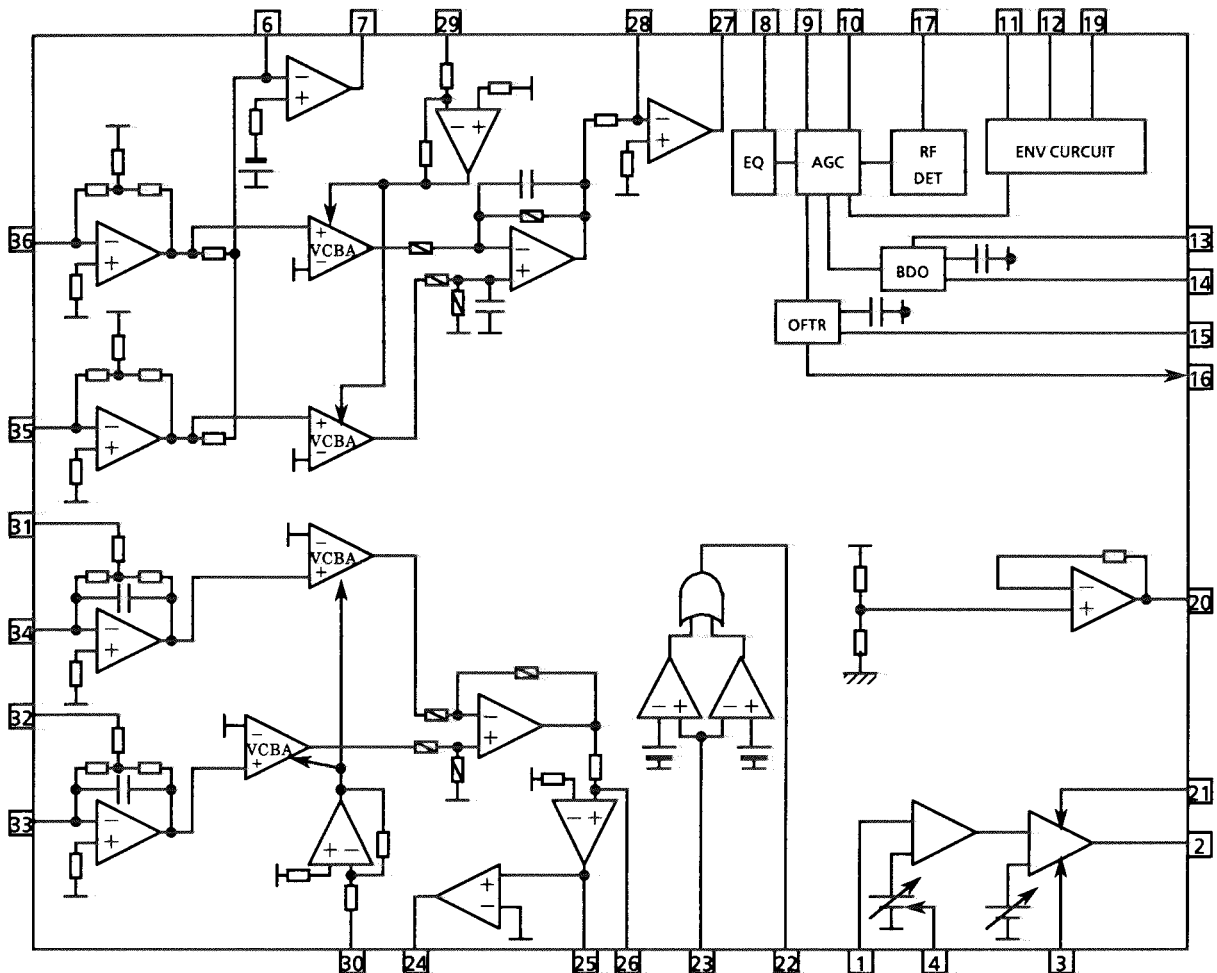 6 7 29 28 27 8 9 10 17 11 12 19
EQ AGC RF DET ENV CURCUIT
36 VCBA 13
BDO 14
OFTR 15
16
35 VCBA
31 VCBA
34 20
32 VCBA
33 21
2
30 24 25 26 23 22 1 4 3